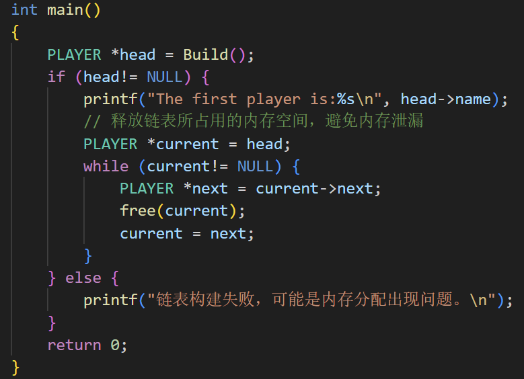 int main()
{
    PLAYER *head = Build();
    if (head!= NULL) {
        printf("The first player is:%s\n", head->name);
        // 释放链表所占用的内存空间，避免内存泄漏
        PLAYER *current = head;
        while (current!= NULL) {
            PLAYER *next = current->next;
            free(current);
            current = next;
        }
    } else {
        printf("链表构建失败，可能是内存分配出现问题。\n");
    }
    return 0;
}